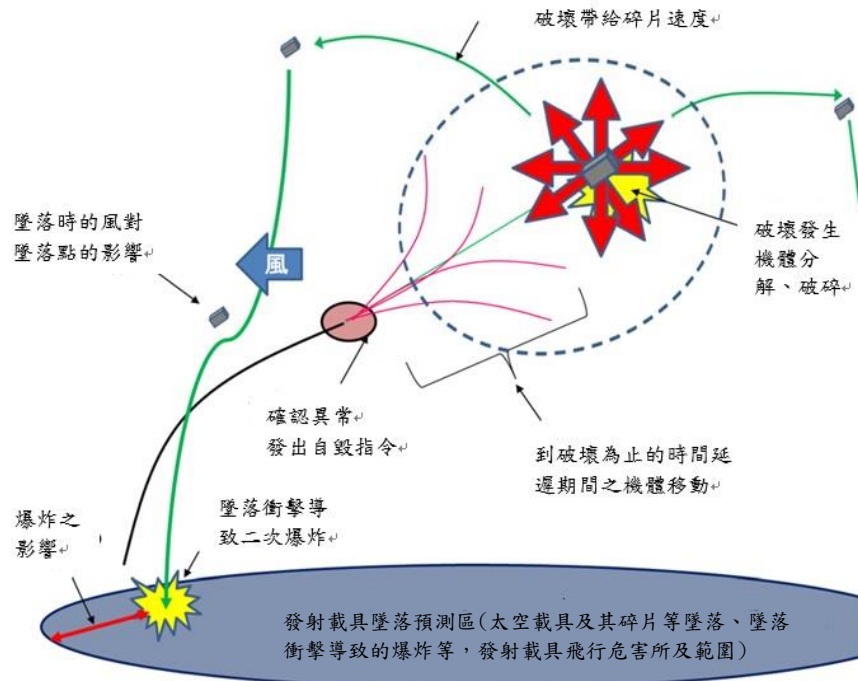 破壞帶給碎片速度
墜落時的風對
墜落點的影響
風
破壞發生
機體分
解、破碎
確認異常
發出自毀指令
到破壞為止的時間延
遲期間之機體移動
爆炸之
影響
墜落衝擊導
致二次爆炸
發射載具墜落預測區(太空載具及其碎片等墜落、墜落
衝擊導致的爆炸等，發射載具飛行危害所及範圍)